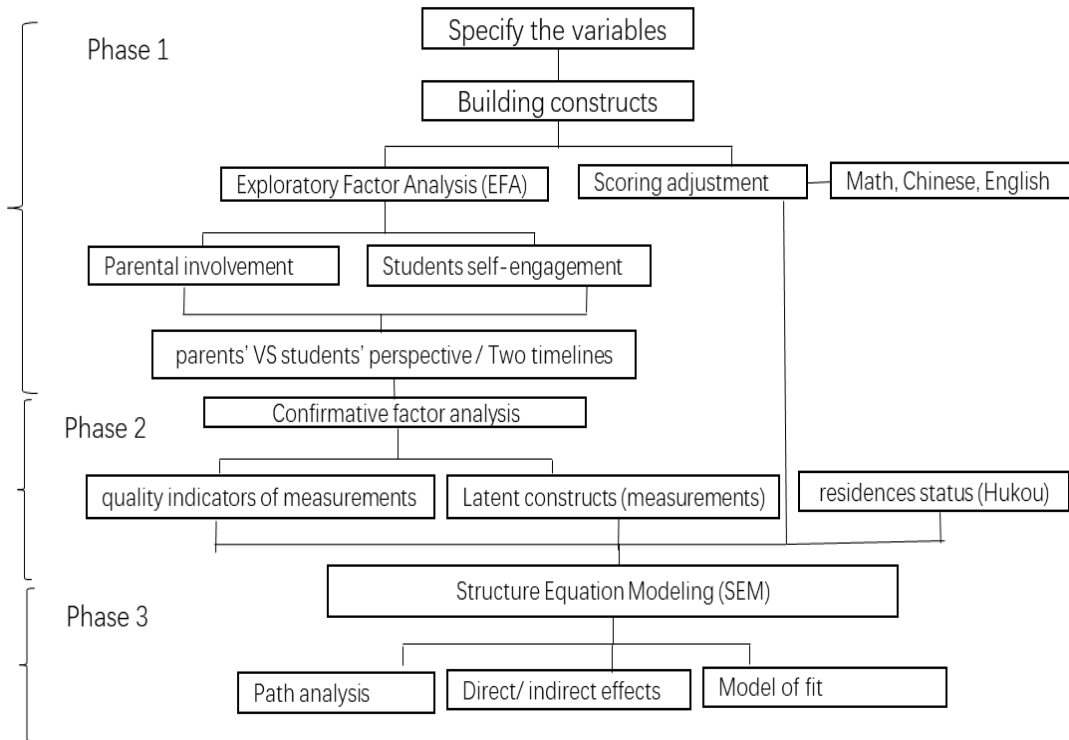 Specify the variables
Phase 1
Building constructs
Exploratory Factor Analysis (EFA)
Scoring adjustment
Math, Chinese, English
Parental involvement
Students self-engagement
parents' VS students' perspective / Two timelines
Confirmative factor analysis
Phase 2
quality indicators of measurements
Latent constructs (measurements)
residences status (Hukou)
Structure Equation Modeling (SEM)
Phase 3
Path analysis
Direct/ indirect effects
Model of fit